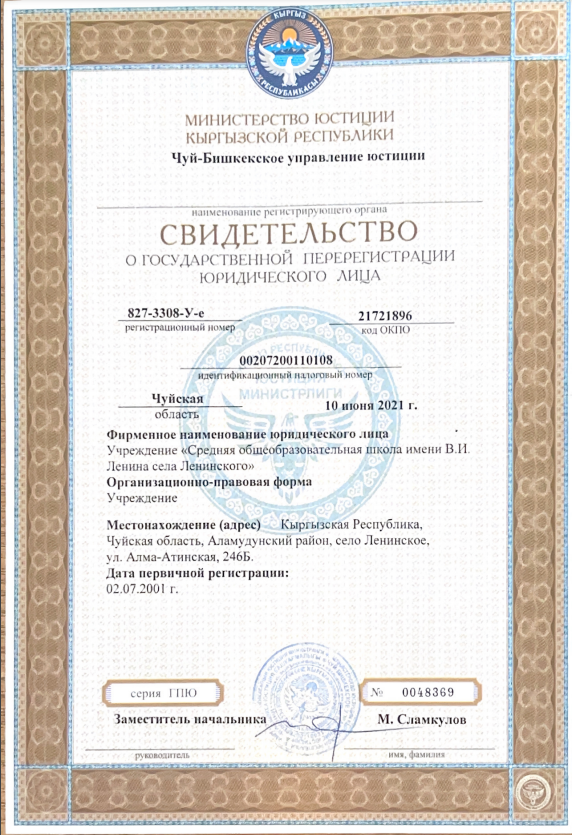 КЫРГЫЗ
РЕСПУБЛИКАСЫ
МИНИСТЕРСТВО ЮСТИЦИИ
КЫРГЫЗСКОЙ РЕСПУБЛИКИ
Чуй-Бишкекское управление юстиции
наименование регистрирующего органа
СВИДЕТЕЛЬСТВО
О ГОСУДАРСТВЕННОЙ ПЕРЕРЕГИСТРАЦИИ
ЮРИДИЧЕСКОГО ЛИЦА
827-3308-У-е 21721896
регистрационный номер код ОКПО
00207200110108
идентификационный налоговый номер
ЮСТИЦИЯ
МИНИСТРЛИГИ
Чуйская 10 июня 2021 г.
область
Фирменное наименование юридического лица
Учреждение «Средняя общеобразовательная школа имени В.И.
Ленина села Ленинского»
Организационно-правовая форма
Учреждение
Местонахождение (адрес) Кыргызская Республика,
Чуйская область, Аламудунский район, село Ленинское,
ул. Алма-Атинская, 246Б.
Дата первичной регистрации:
02.07.2001 г.
серия ГПЮ № 0048369
Заместитель начальника М. Сламкулов
руководитель имя, фамилия